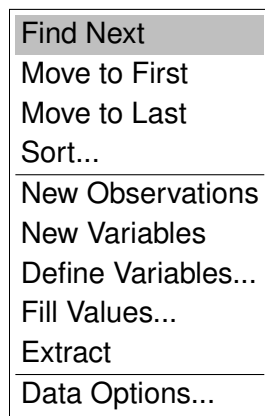 Find Next
Move to First
Move to Last
Sort...
New Observations
New Variables
Define Variables...
Fill Values...
Extract
Data Options...